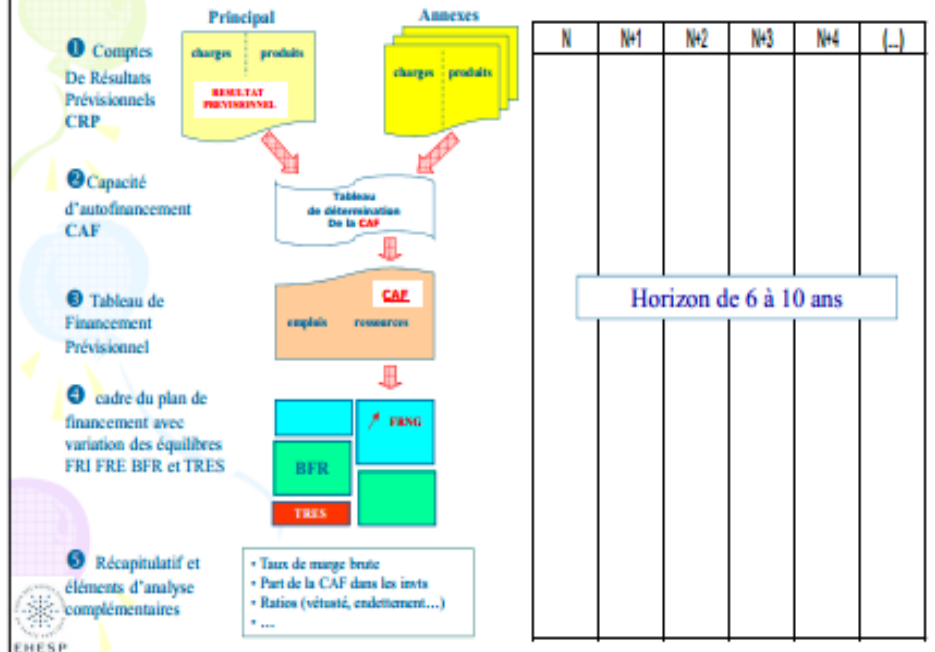 Principal
Annexes
❶ Comptes
De Résultats
Prévisionnels
CRP
charges produits
RESULTAT
PREVISIONNEL
charges produits
❷Capacité
d'autofinancement
CAF
Tableau
de détermination
De la CAF
❸ Tableau de
Financement
Prévisionnel
CAF
emplois ressources
❹ cadre du plan de
financement avec
variation des équilibres
FRI FRE BFR et TRES
FRNG
BFR
TRES
❺ Récapitulatif et
éléments d'analyse
complémentaires
• Taux de marge brute
• Part de la CAF dans les invts
• Ratios (vétusté, endettement…)
• …
EHESP
N N+1 N+2 N+3 N+4 (...)
Horizon de 6 à 10 ans